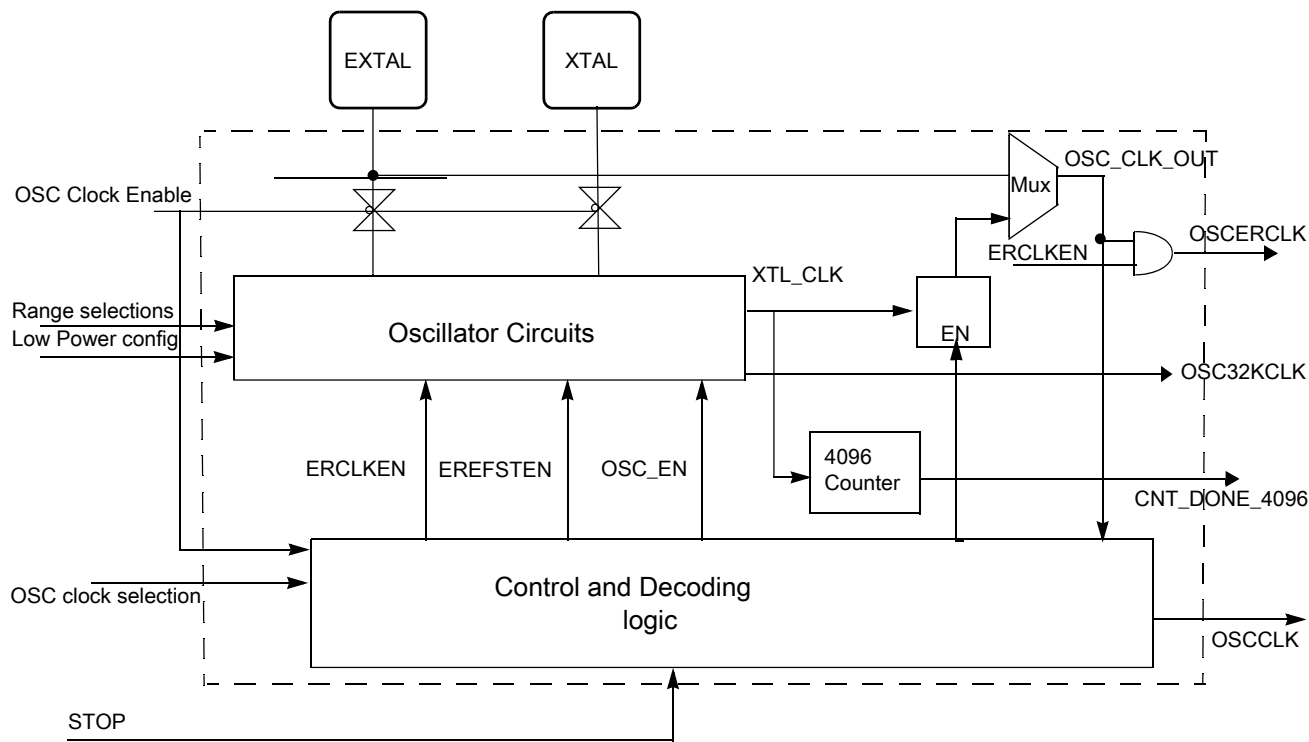 EXTAL
XTAL
OSC_CLK_OUT
Mux
OSC Clock Enable
OSCERCLK
ERCLKEN
XTL_CLK
Range selections
Low Power config
Oscillator Circuits
EN
OSC32KCLK
ERCLKEN
EREFSTEN
OSC_EN
4096
Counter
CNT_DONE_4096
Control and Decoding
logic
OSC clock selection
OSCCLK
STOP